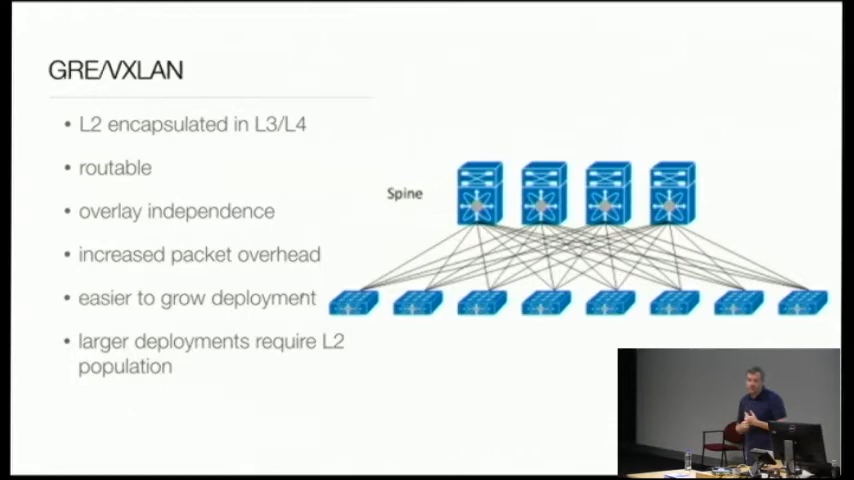 GRE/VXLAN
• L2 encapsulated in L3/L4
• routable
• overlay independence
• increased packet overhead
• easier to grow deployment
• larger deployments require L2
population
Spine